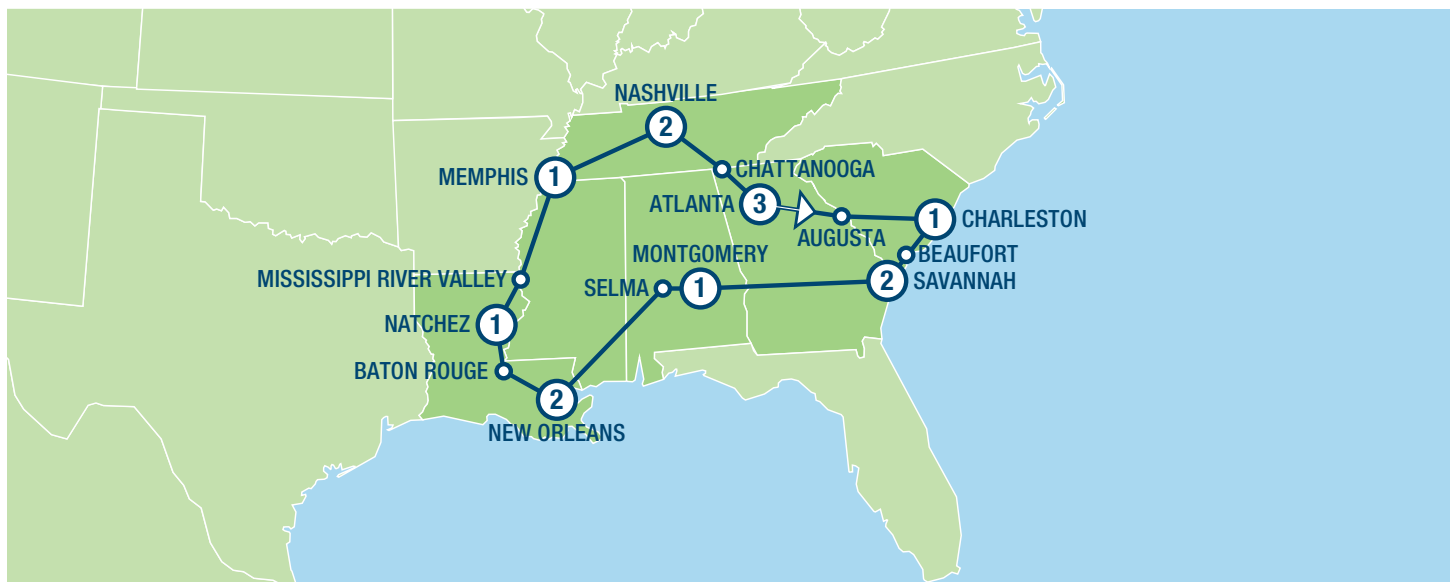 NASHVILLE
2
MEMPHIS
1
CHATTANOOGA
ATLANTA
3
AUGUSTA
1
CHARLESTON
BEAUFORT
2
SAVANNAH
MONTGOMERY
SELMA
1
MISSISSIPPI RIVER VALLEY
NATCHEZ
1
BATON ROUGE
2
NEW ORLEANS